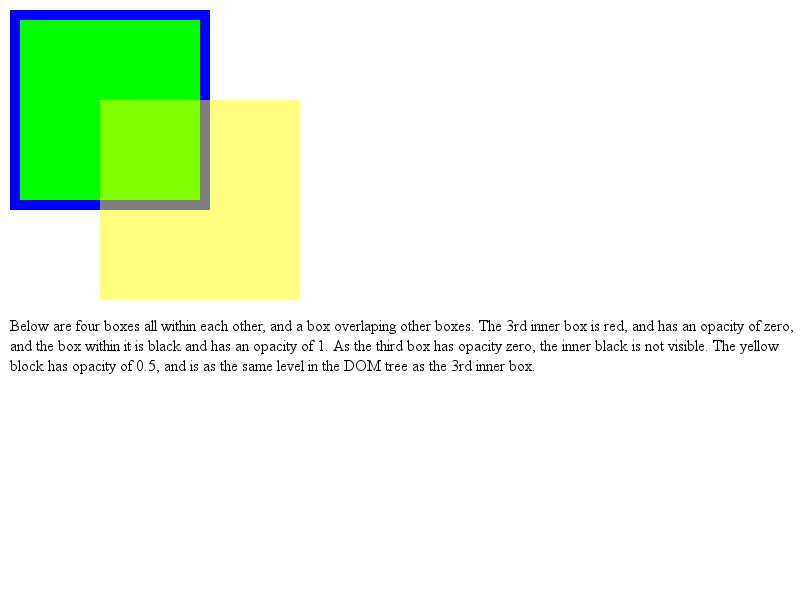 Below are four boxes all within each other, and a box overlaping other boxes. The 3rd inner box is red, and has an opacity of zero,
and the box within it is black and has an opacity of 1. As the third box has opacity zero, the inner black is not visible. The yellow
block has opacity of 0.5, and is as the same level in the DOM tree as the 3rd inner box.